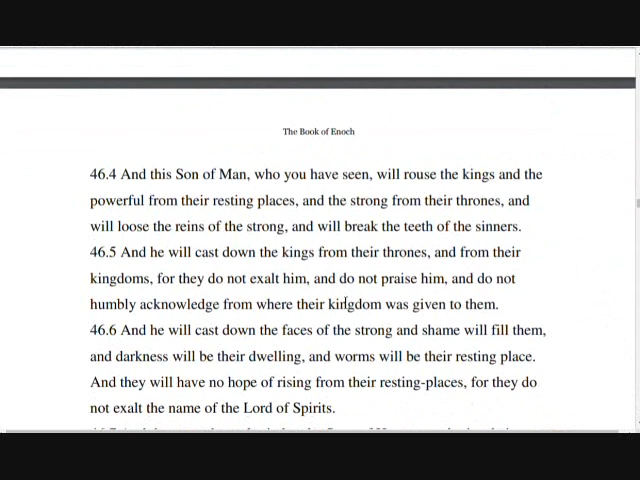 The Book of Enoch
46.4 And this Son of Man, who you have seen, will rouse the kings and the
powerful from their resting places, and the strong from their thrones, and
will loose the reins of the strong, and will break the teeth of the sinners.
46.5 And he will cast down the kings from their thrones, and from their
kingdoms, for they do not exalt him, and do not praise him, and do not
humbly acknowledge from where their kingdom was given to them.
46.6 And he will cast down the faces of the strong and shame will fill them,
and darkness will be their dwelling, and worms will be their resting place.
And they will have no hope of rising from their resting-places, for they do
not exalt the name of the Lord of Spirits.